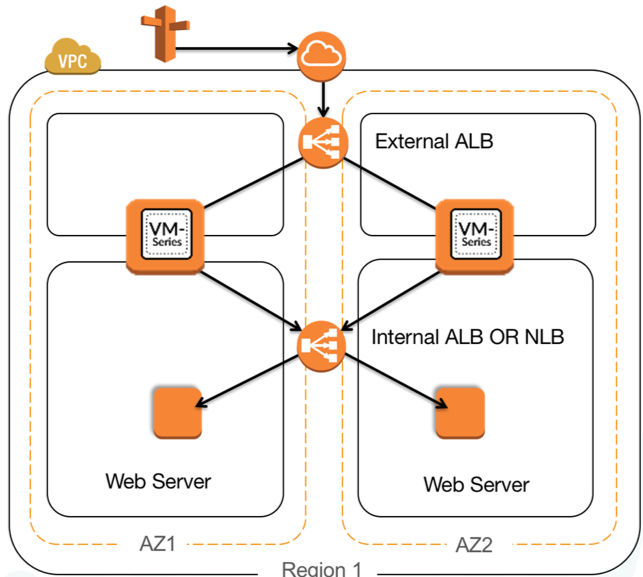 VPC
External ALB
VM-
Series
VM-
Series
Internal ALB OR NLB
Web Server
Web Server
AZ1
AZ2
Region 1